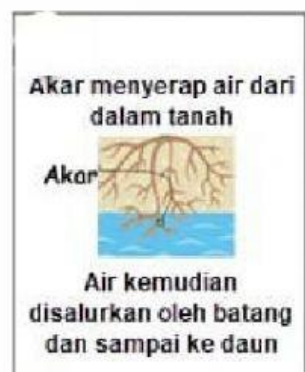 Akar menyerap air dari
dalam tanah
Akar
Air kemudian
disalurkan oleh batang
dan sampai ke daun